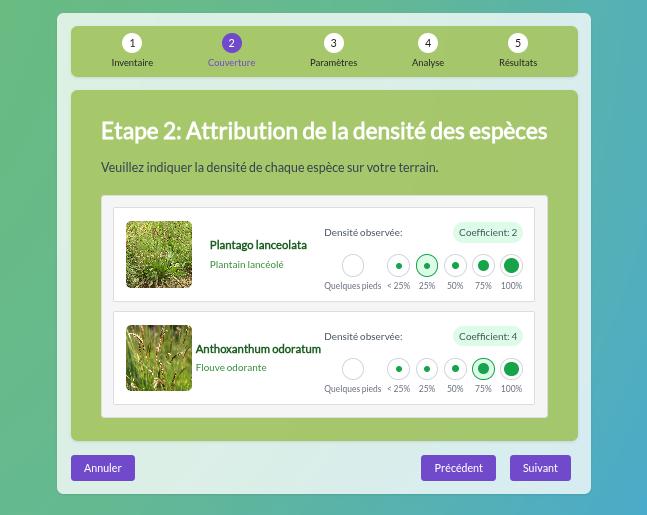 1 2 3 4 5
Inventaire Couverture Paramètres Analyse Résultats
Etape 2: Attribution de la densité des espèces
Veuillez indiquer la densité de chaque espèce sur votre terrain.
Plantago lanceolata
Plantain lancéolé
Densité observée: Coefficient: 2
Quelques pieds < 25% 25% 50% 75% 100%
Anthoxanthum odoratum
Flouve odorante
Densité observée: Coefficient: 4
Quelques pieds < 25% 25% 50% 75% 100%
Annuler Précédent Suivant